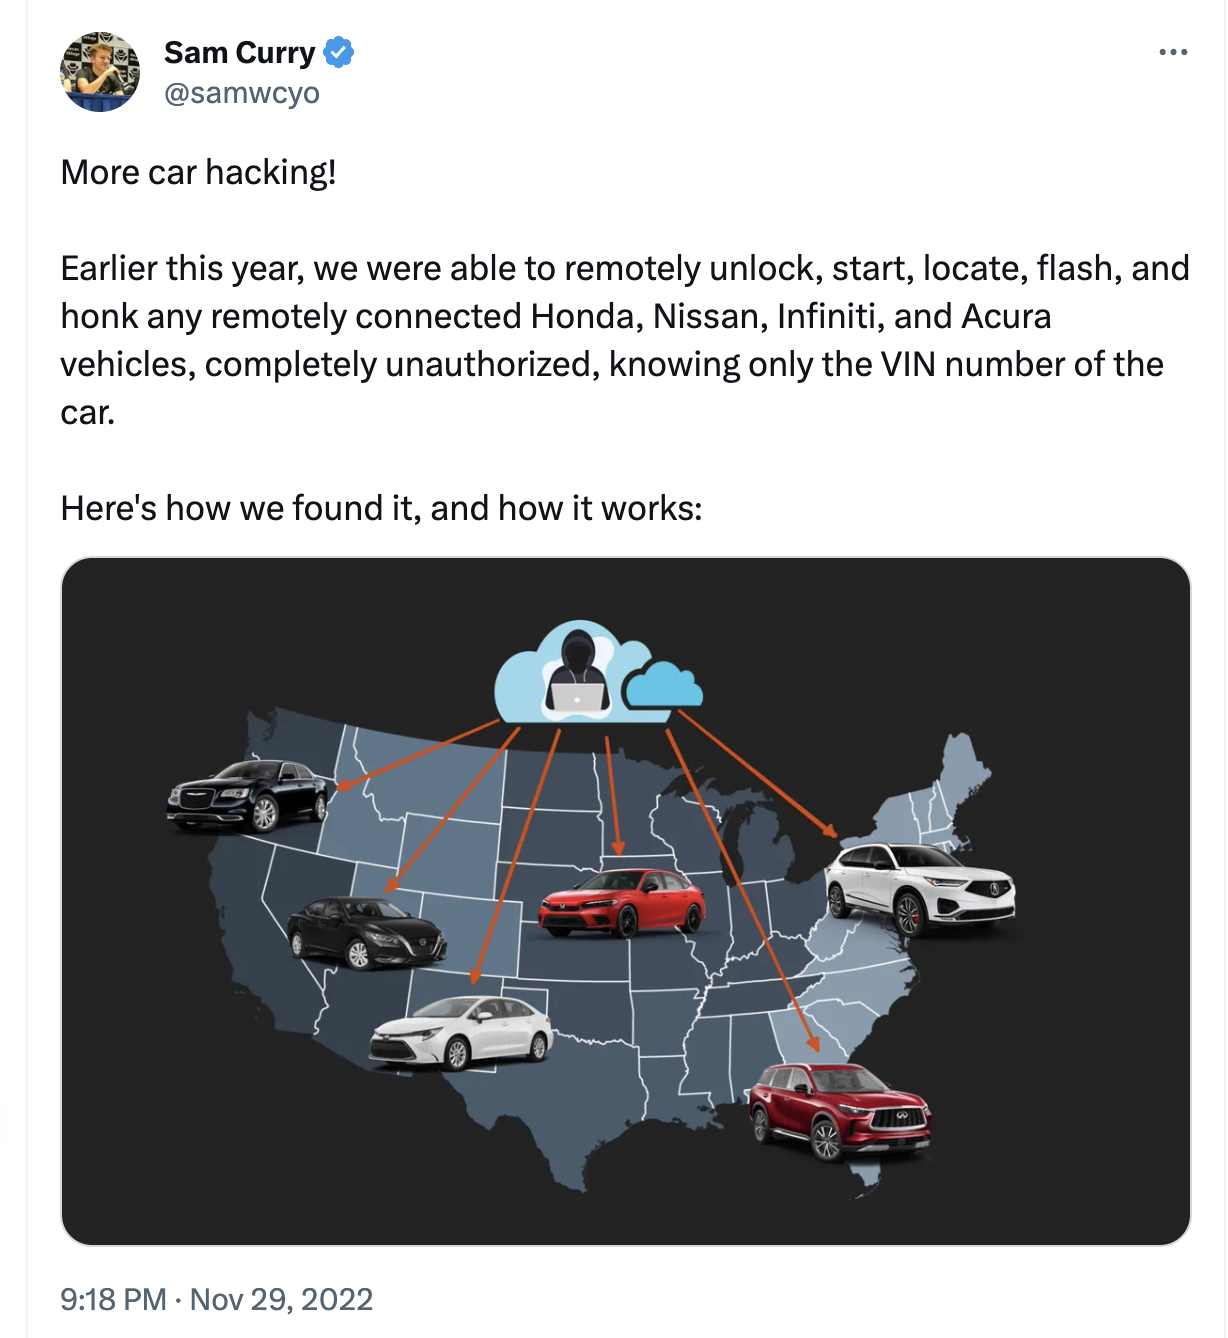 Sam Curry
@samwcyo
More car hacking!
Earlier this year, we were able to remotely unlock, start, locate, flash, and
honk any remotely connected Honda, Nissan, Infiniti, and Acura
vehicles, completely unauthorized, knowing only the VIN number of the
car.
Here's how we found it, and how it works:
9:18 PM · Nov 29, 2022